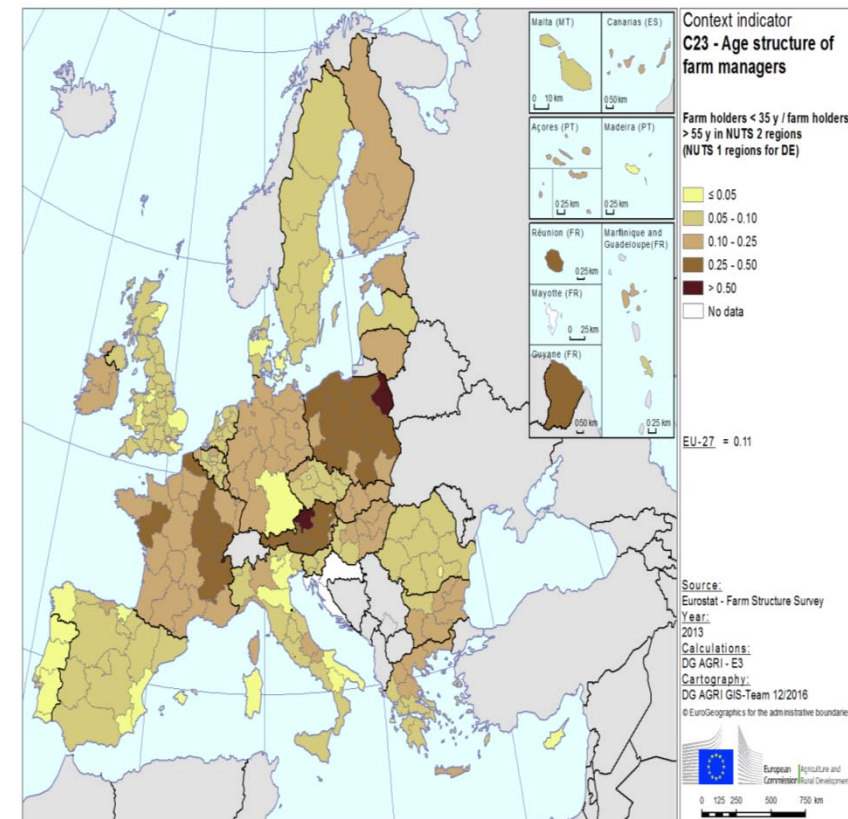 Malta (MT)
0 10 km
Canarias (ES)
0 50 km
Açores (PT)
0 25 km
Madeira (PT)
0 25 km
Réunion (FR)
0 25 km
Martinique and
Guadeloupe(FR)
0 25 km
Mayotte (FR)
0 25 km
Guyane (FR)
0 50 km
Context indicator
C23 - Age structure of
farm managers
Farm holders < 35 y / farm holders
> 55 y in NUTS 2 regions
(NUTS 1 regions for DE)
≤ 0.05
0.05 - 0.10
0.10 - 0.25
0.25 - 0.50
> 0.50
No data
EU-27 = 0.11
Source:
Eurostat - Farm Structure Survey
Year:
2013
Calculations:
DG AGRI - E3
Cartography:
DG AGRI GIS-Team 12/2016
© EuroGeographics for the administrative boundaries
European
Commission
Agriculture and
Rural Development
0 125 250 500 750 km